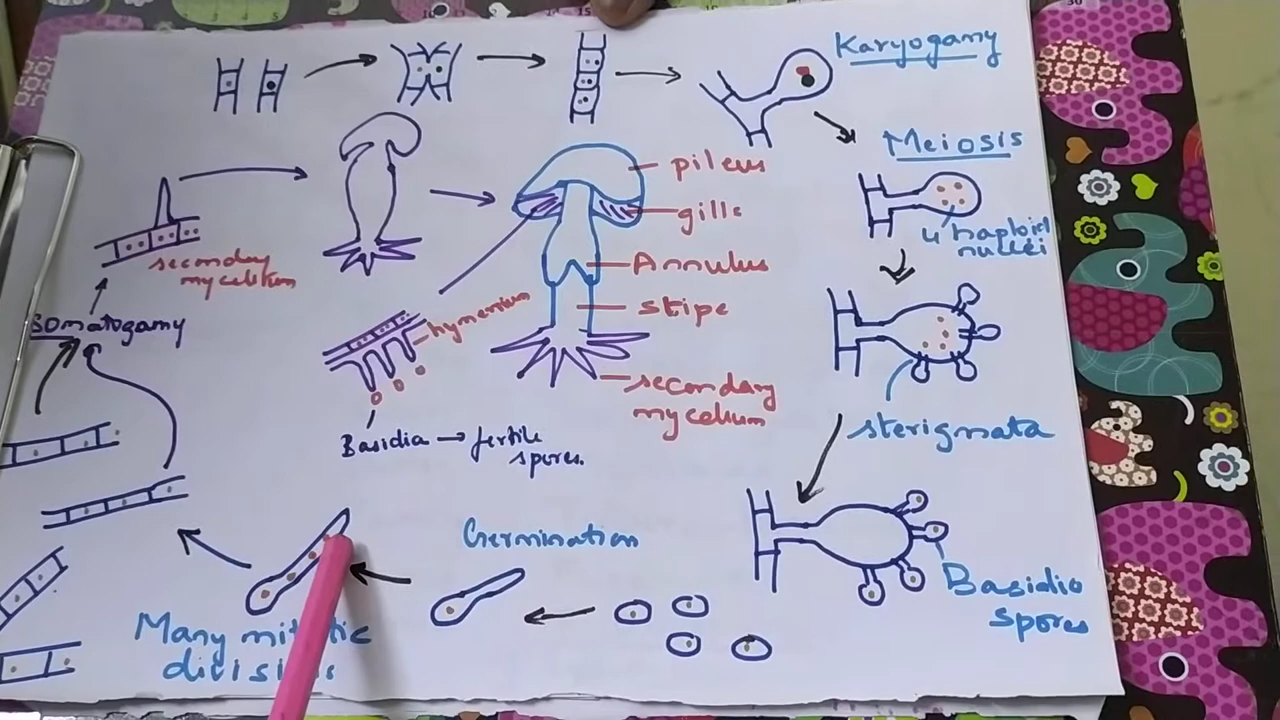 Karyogamy
Meiosis
4 haploid
nuclei
sterigmata
Basidio
spores
Germination
Many mitotic
divisions
Somatogamy
secondary
mycelium
pileus
gills
Annulus
stipe
secondary
mycelium
hymenium
Basidia → fertile
spores.